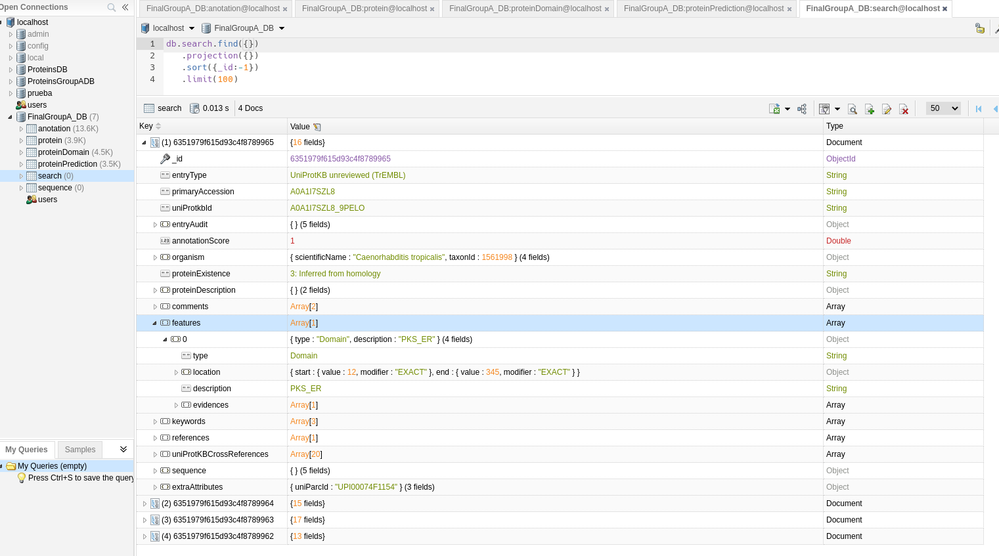 Open Connections
localhost
admin
config
local
ProteinsDB
ProteinsGroupADB
prueba
users
FinalGroupA_DB (7)
anotation (13.6K)
protein (3.9K)
proteinDomain (4.5K)
proteinPrediction (3.5K)
search (0)
sequence (0)
users
My Queries Samples
My Queries (empty)
Press Ctrl+S to save the query
FinalGroupA_DB:anotation@localhost FinalGroupA_DB:protein@localhost FinalGroupA_DB:proteinDomain@localhost FinalGroupA_DB:proteinPrediction@localhost FinalGroupA_DB:search@localhost
localhost FinalGroupA_DB
1 db.search.find({})
2 .projection({})
3 .sort({_id:-1})
4 .limit(100)
search 0.013 s 4 Docs 50
Key Value Type
(1) 6351979f615d93c4f8789965 {16 fields} Document
_id 6351979f615d93c4f8789965 ObjectId
entryType UniProtKB unreviewed (TrEMBL) String
primaryAccession A0A1I7SZL8 String
uniProtkbId A0A1I7SZL8_9PELO String
entryAudit { } (5 fields) Object
annotationScore 1 Double
organism { scientificName : "Caenorhabditis tropicalis", taxonId : 1561998 } (4 fields) Object
proteinExistence 3: Inferred from homology String
proteinDescription { } (2 fields) Object
comments Array[2] Array
features Array[1] Array
0 { type : "Domain", description : "PKS_ER" } (4 fields) Object
type Domain String
location { start : { value : 12, modifier : "EXACT" }, end : { value : 345, modifier : "EXACT" } } Object
description PKS_ER String
evidences Array[1] Array
keywords Array[3] Array
references Array[1] Array
uniProtKBCrossReferences Array[20] Array
sequence { } (5 fields) Object
extraAttributes { uniParcId : "UPI00074F1154" } (3 fields) Object
(2) 6351979f615d93c4f8789964 {15 fields} Document
(3) 6351979f615d93c4f8789963 {17 fields} Document
(4) 6351979f615d93c4f8789962 {13 fields} Document